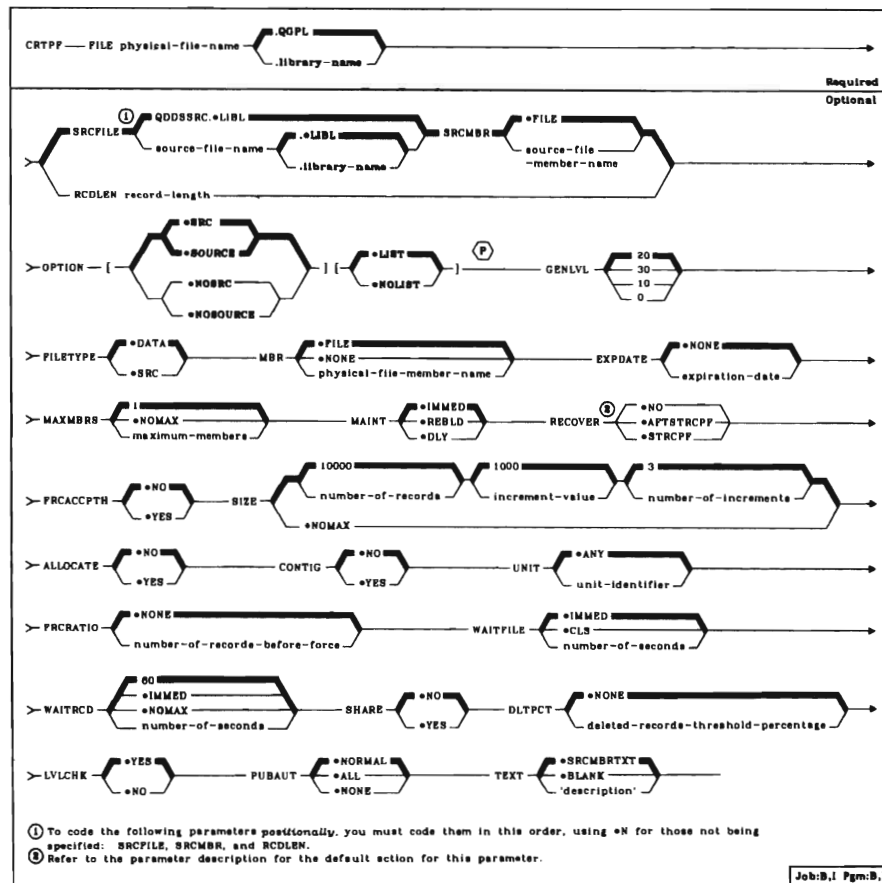 .QGPL
CRTPF FILE physical-file-name
.library-name
Required
Optional
① QDDSSRC.•LIBL •FILE
SRCFILE .•LIBL SRCMBR
source-file-name source-file
.library-name -member-name
RCDLEN record-length
•SRC
•SOURCE •LIST Ⓟ 20
OPTION [ ] [ ] GENLVL 30
•NOSRC •NOLIST 10
•NOSOURCE 0
•DATA •FILE •NONE
FILETYPE MBR •NONE EXPDATE
•SRC physical-file-member-name expiration-date
1 •IMMED ② •NO
MAXMBRS •NOMAX MAINT •REBLD RECOVER •AFTSTRCPF
maximum-members •DLY •STRCPF
•NO 10000 1000 3
FRCACCPTH SIZE number-of-records increment-value number-of-increments
•YES •NOMAX
•NO •NO •ANY
ALLOCATE CONTIG UNIT
•YES •YES unit-identifier
•NONE •IMMED
FRCRATIO WAITFILE •CLS
number-of-records-before-force number-of-seconds
60
•IMMED •NO •NONE
WAITRCD •NOMAX SHARE DLTPCT
number-of-seconds •YES deleted-records-threshold-percentage
•YES •NORMAL •SRCMBRTXT
LVLCHK PUBAUT •ALL TEXT •BLANK
•NO •NONE 'description'
① To code the following parameters positionally, you must code them in this order, using •N for those not being
specified: SRCFILE, SRCMBR, and RCDLEN.
② Refer to the parameter description for the default action for this parameter.
Job:B,I Pgm:B,